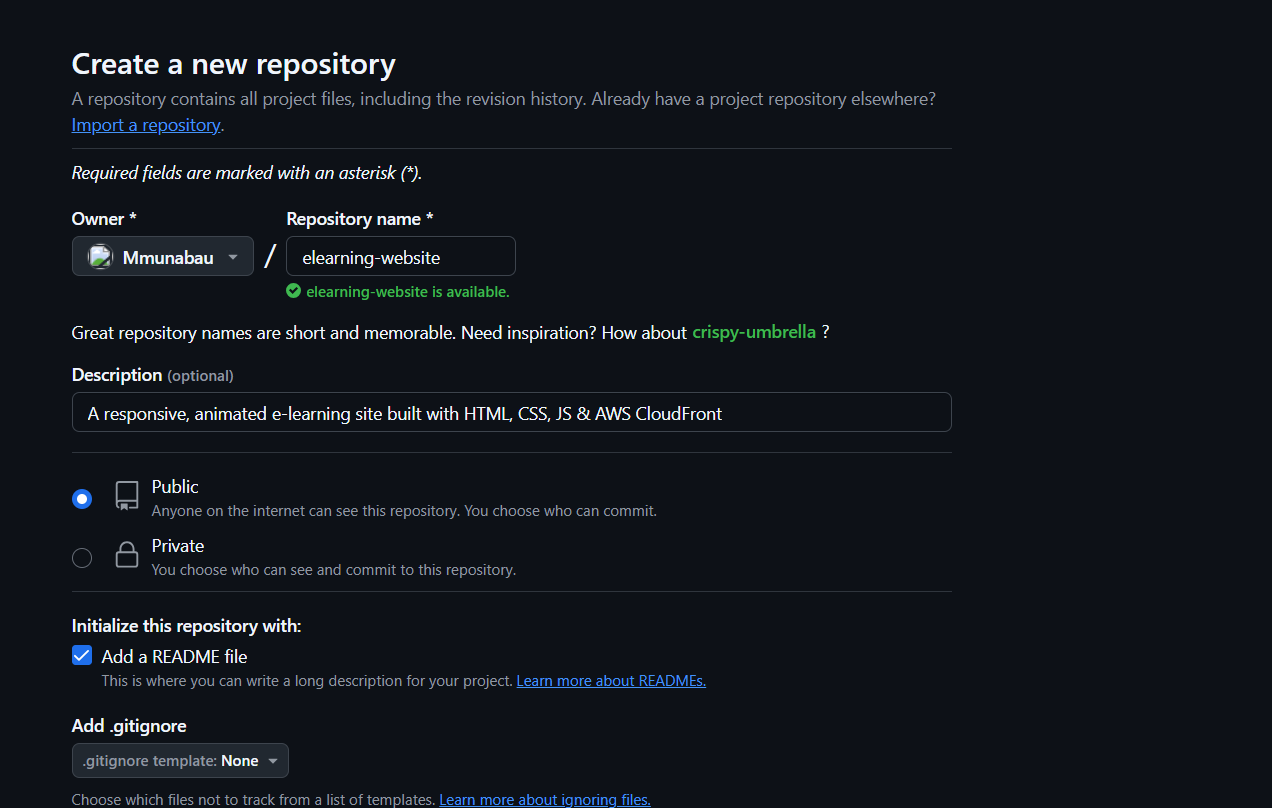 Create a new repository
A repository contains all project files, including the revision history. Already have a project repository elsewhere?
Import a repository.
Required fields are marked with an asterisk (*).
Owner * Repository name *
Mmunabau / elearning-website
elearning-website is available.
Great repository names are short and memorable. Need inspiration? How about crispy-umbrella ?
Description (optional)
A responsive, animated e-learning site built with HTML, CSS, JS & AWS CloudFront
Public
Anyone on the internet can see this repository. You choose who can commit.
Private
You choose who can see and commit to this repository.
Initialize this repository with:
Add a README file
This is where you can write a long description for your project. Learn more about READMEs.
Add .gitignore
.gitignore template: None
Choose which files not to track from a list of templates. Learn more about ignoring files.